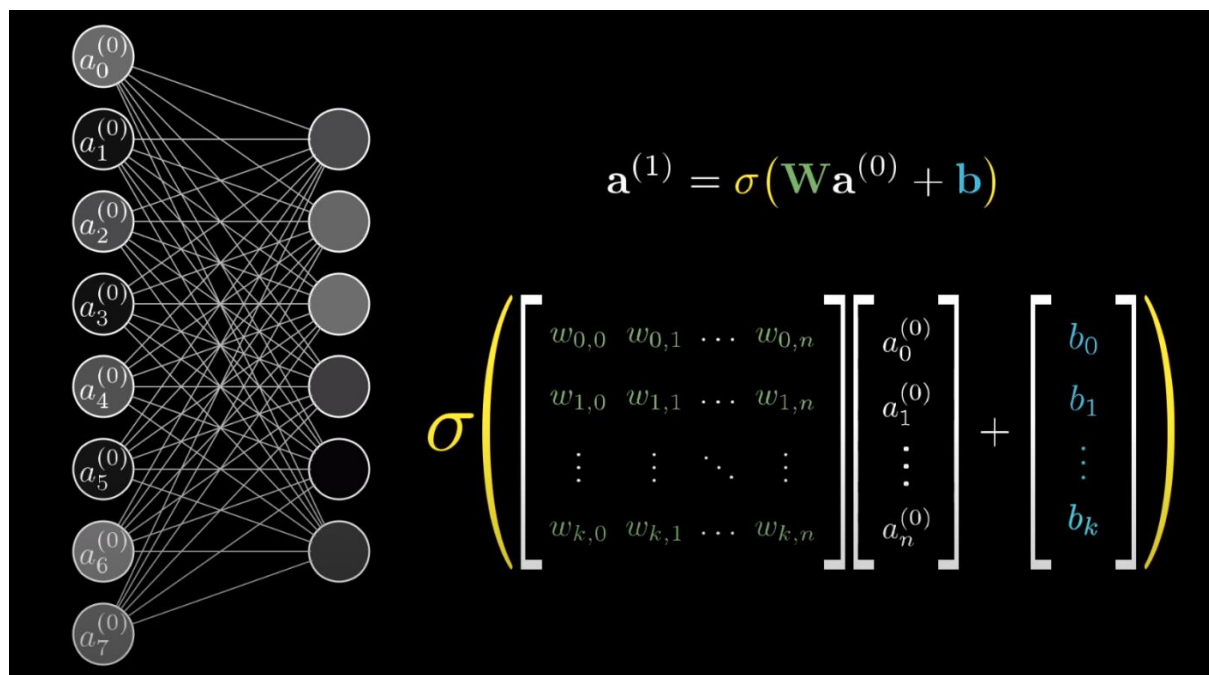 a_0^{(0)}
a_1^{(0)}
a_2^{(0)}
a_3^{(0)}
a_4^{(0)}
a_5^{(0)}
a_6^{(0)}
a_7^{(0)}
𝐚^{(1)} = σ(𝐖𝐚^{(0)} + 𝐛)
σ ( [ w_{0,0} w_{0,1} … w_{0,n} ] [ a_0^{(0)} ] + [ b_0 ] )
w_{1,0} w_{1,1} … w_{1,n} a_1^{(0)} b_1
⋮ ⋮ ⋱ ⋮ ⋮ ⋮
w_{k,0} w_{k,1} … w_{k,n} a_n^{(0)} b_k